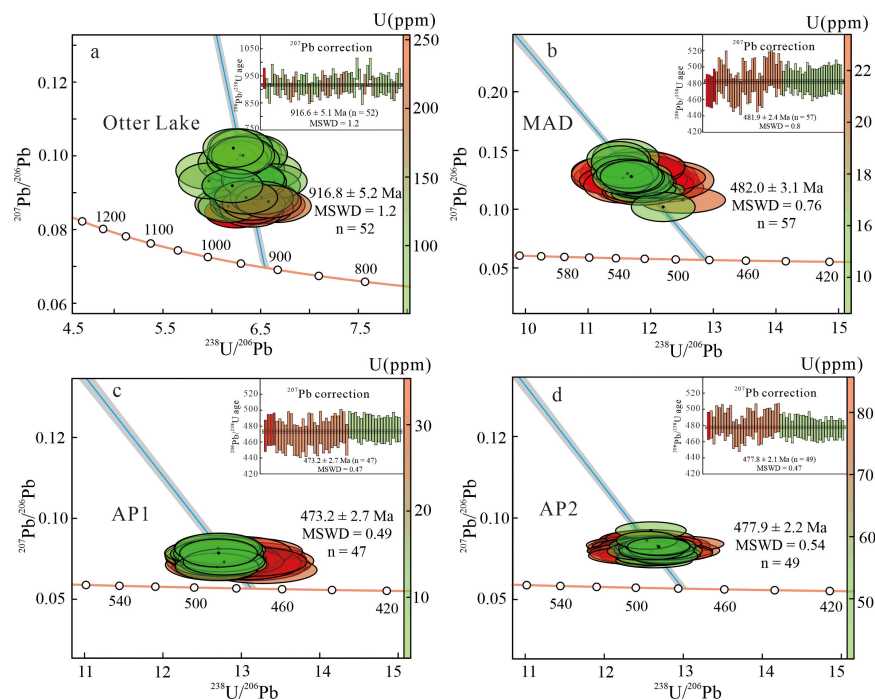 U(ppm)
U(ppm)
a
²⁰⁷Pb correction
1050
950
850
750
²⁰⁶Pb/²³⁸U age
916.6 ± 5.1 Ma (n = 52)
MSWD = 1.2
Otter Lake
916.8 ± 5.2 Ma
MSWD = 1.2
n = 52
0.13
0.12
0.10
0.08
0.06
²⁰⁷Pb/²⁰⁶Pb
1200
1100
1000
900
800
4.5
5.5
6.5
7.5
²³⁸U/²⁰⁶Pb
250
200
150
100
b
²⁰⁷Pb correction
520
500
480
460
440
420
²⁰⁶Pb/²³⁸U age
481.9 ± 2.4 Ma (n = 57)
MSWD = 0.8
MAD
482.0 ± 3.1 Ma
MSWD = 0.76
n = 57
0.20
0.15
0.10
0.05
²⁰⁷Pb/²⁰⁶Pb
580
540
500
460
420
10
11
12
13
14
15
²³⁸U/²⁰⁶Pb
22
20
18
16
14
U(ppm)
U(ppm)
c
²⁰⁷Pb correction
520
500
480
460
440
420
²⁰⁶Pb/²³⁸U age
473.2 ± 2.7 Ma (n = 47)
MSWD = 0.47
AP1
473.2 ± 2.7 Ma
MSWD = 0.49
n = 47
0.12
0.10
0.05
²⁰⁷Pb/²⁰⁶Pb
540
500
460
420
11
12
13
14
15
²³⁸U/²⁰⁶Pb
30
20
10
d
²⁰⁷Pb correction
520
500
480
460
440
420
²⁰⁶Pb/²³⁸U age
477.8 ± 2.1 Ma (n = 49)
MSWD = 0.47
AP2
477.9 ± 2.2 Ma
MSWD = 0.54
n = 49
0.12
0.10
0.05
²⁰⁷Pb/²⁰⁶Pb
540
500
460
420
11
12
13
14
15
²³⁸U/²⁰⁶Pb
80
70
60
50